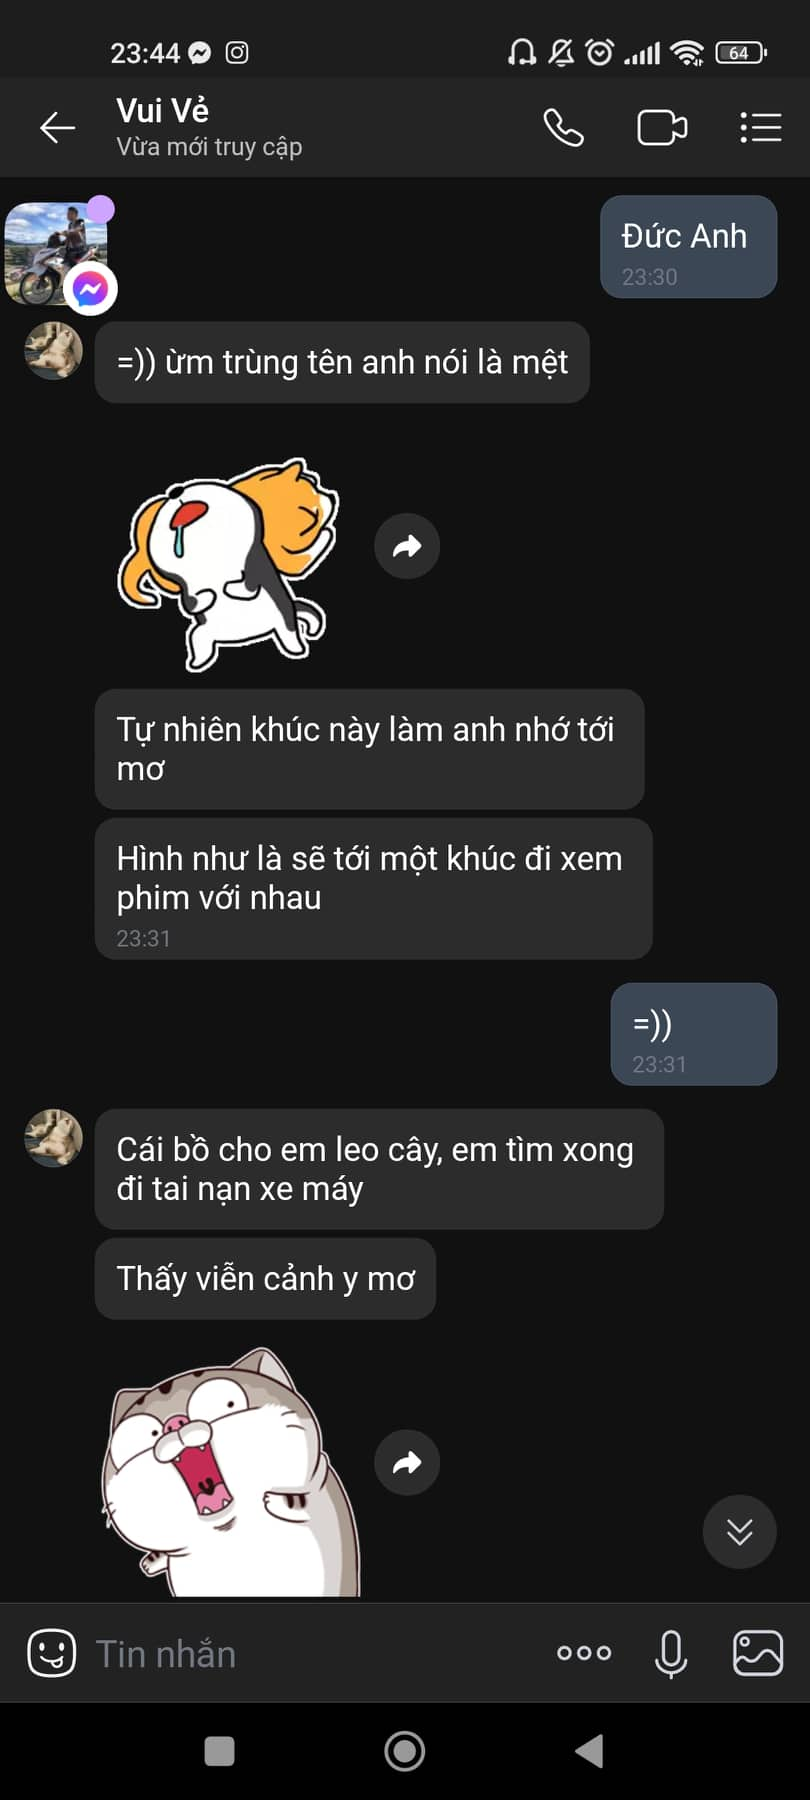 23:44
64
Vui Vẻ
Vừa mới truy cập
Đức Anh
23:30
=)) ừm trùng tên anh nói là mệt
Tự nhiên khúc này làm anh nhớ tới
mơ
Hình như là sẽ tới một khúc đi xem
phim với nhau
23:31
=))
23:31
Cái bồ cho em leo cây, em tìm xong
đi tai nạn xe máy
Thấy viễn cảnh y mơ
Tin nhắn